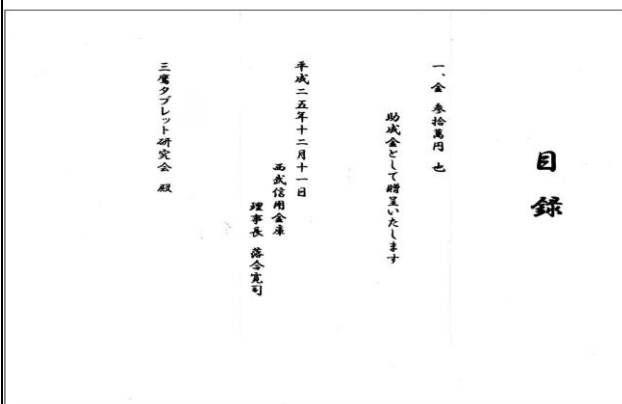 目録
一、金 参拾萬円 也
助成金として贈呈いたします
平成二五年十二月十一日
西武信用金庫
理事長 落合寛司
三鷹タブレット研究会 殿